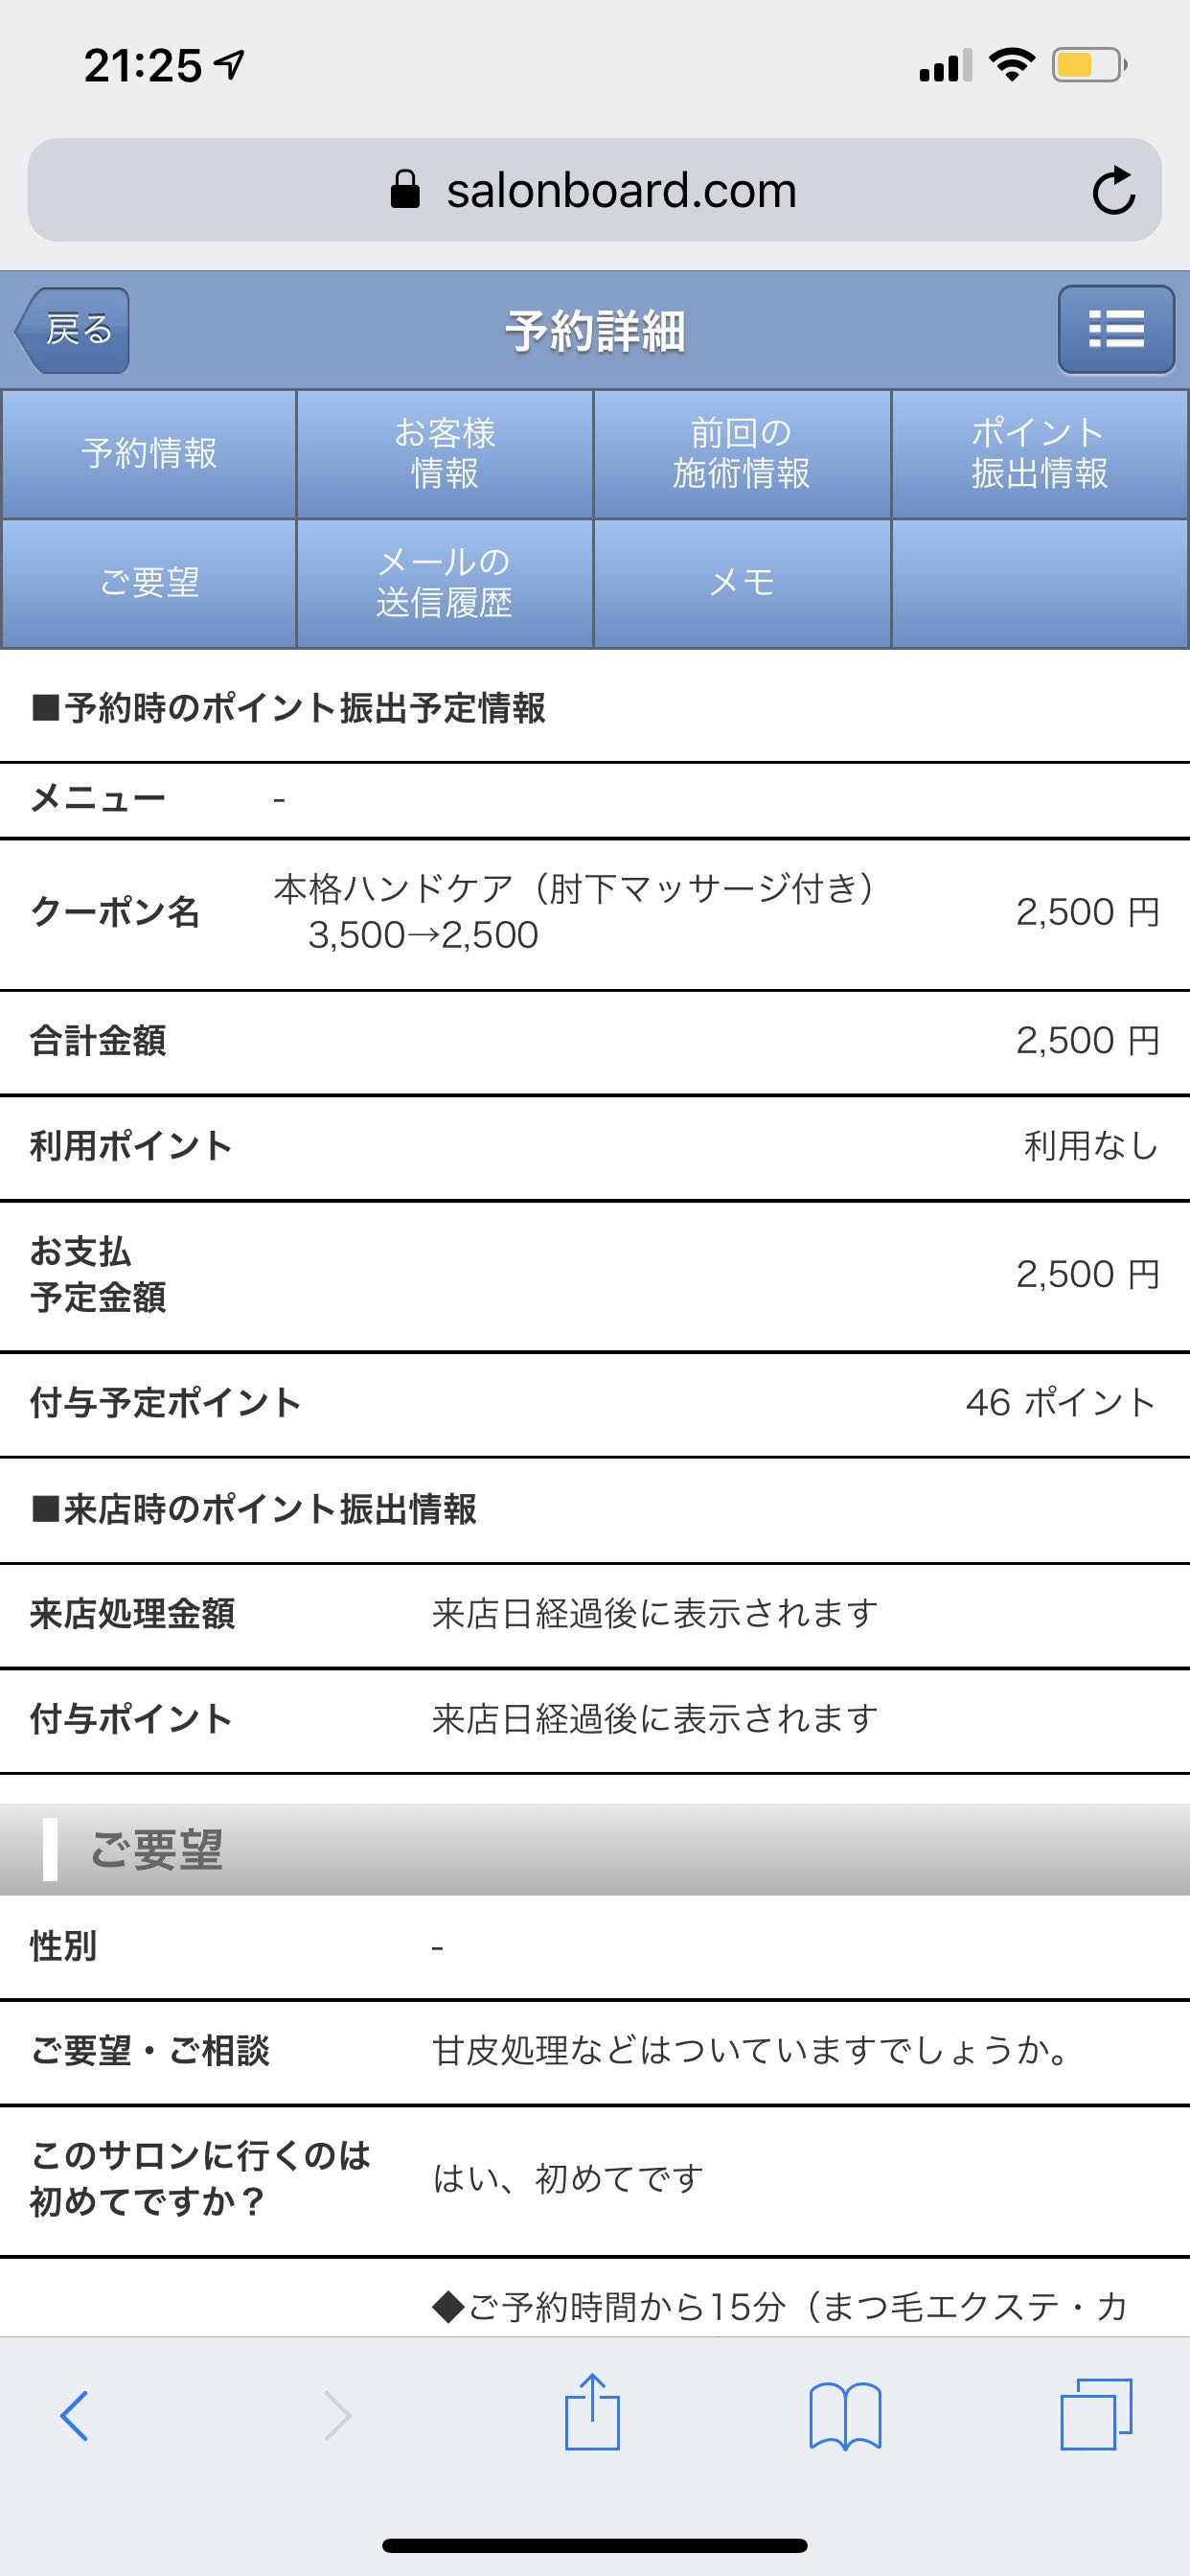 21:25
salonboard.com
戻る
予約詳細
予約情報
お客様
情報
前回の
施術情報
ポイント
振出情報
ご要望
メールの
送信履歴
メモ
■予約時のポイント振出予定情報
メニュー -
クーポン名 本格ハンドケア（肘下マッサージ付き）
3,500→2,500 2,500 円
合計金額 2,500 円
利用ポイント 利用なし
お支払
予定金額 2,500 円
付与予定ポイント 46 ポイント
■来店時のポイント振出情報
来店処理金額 来店日経過後に表示されます
付与ポイント 来店日経過後に表示されます
ご要望
性別 -
ご要望・ご相談 甘皮処理などはついていますでしょうか。
このサロンに行くのは
初めてですか？ はい、初めてです
◆ご予約時間から15分（まつ毛エクステ・カ